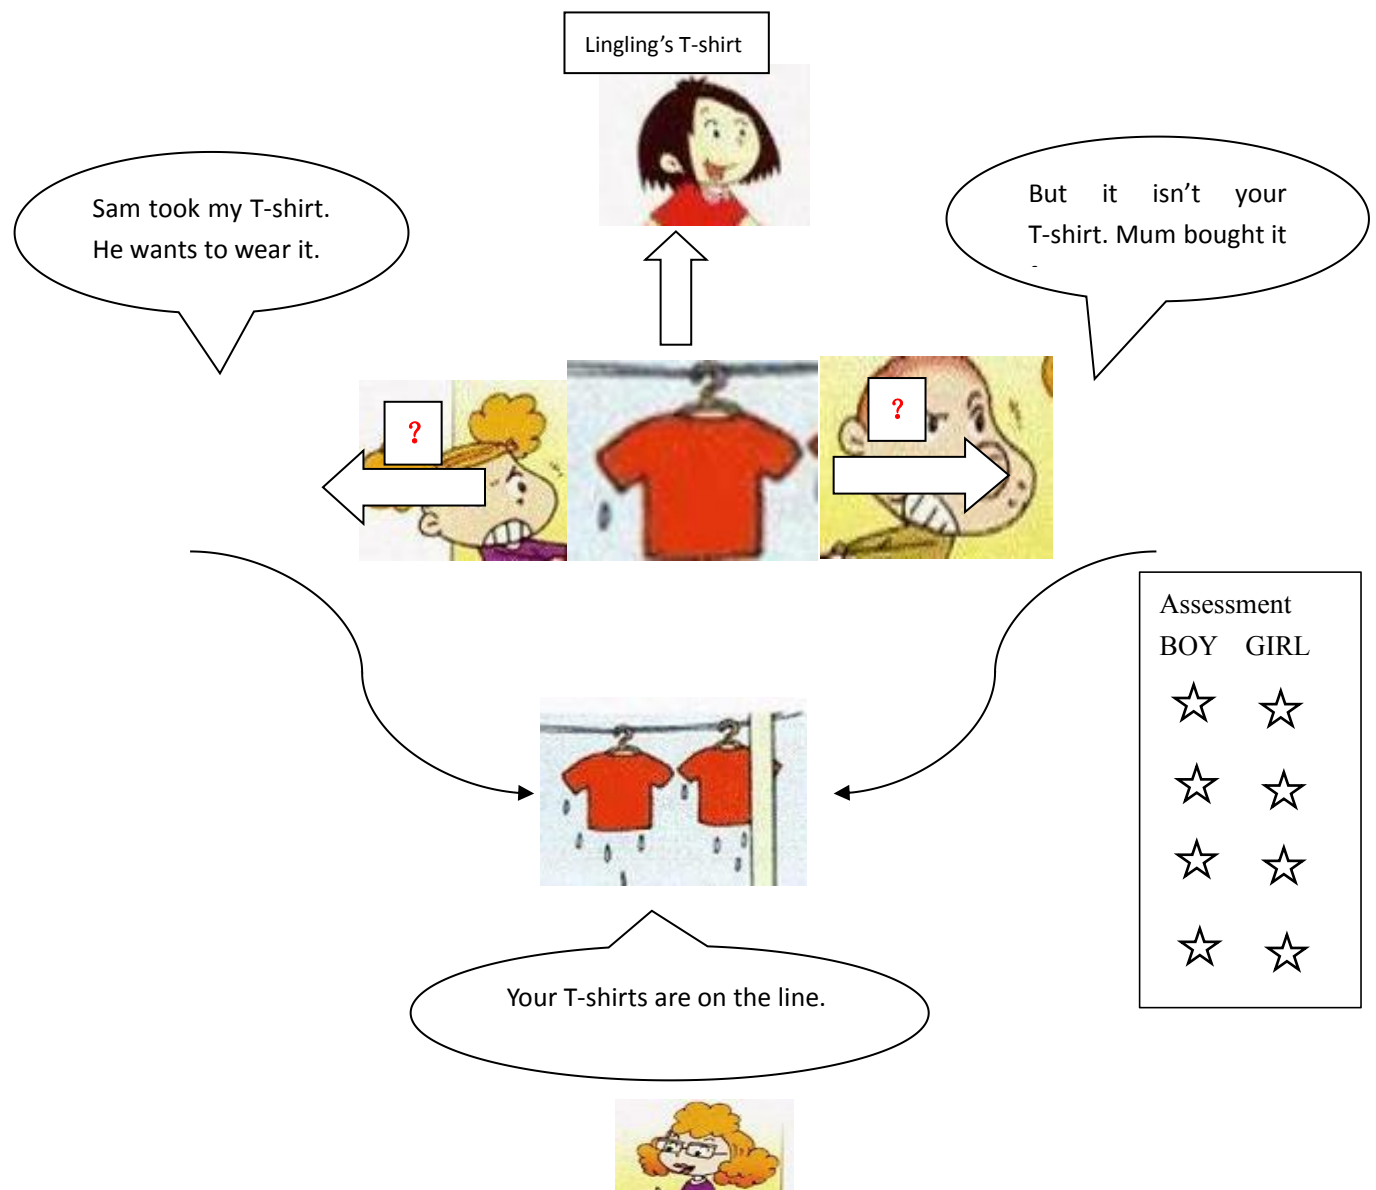 Lingling’s T-shirt
Sam took my T-shirt.
He wants to wear it.
But it isn’t your
T-shirt. Mum bought it
?
?
Assessment
BOY GIRL
Your T-shirts are on the line.